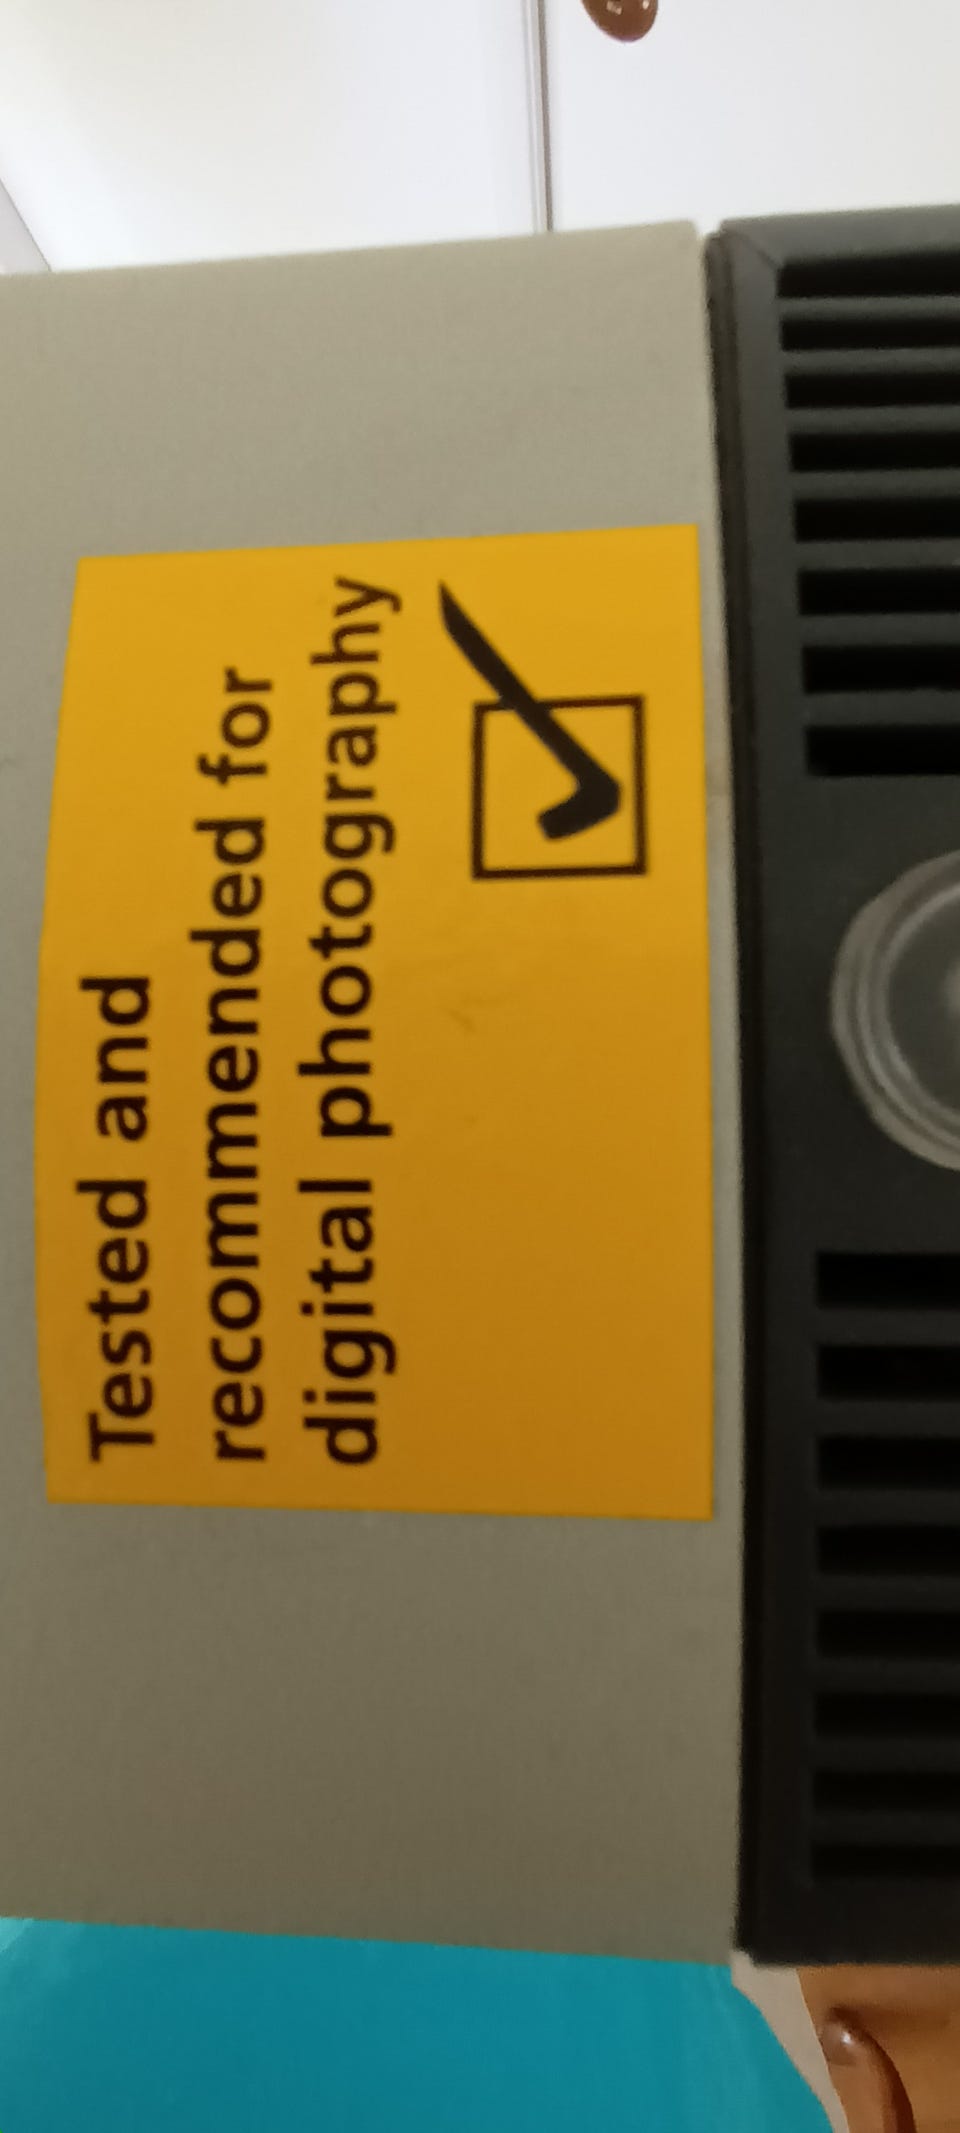 Tested and
recommended for
digital photography